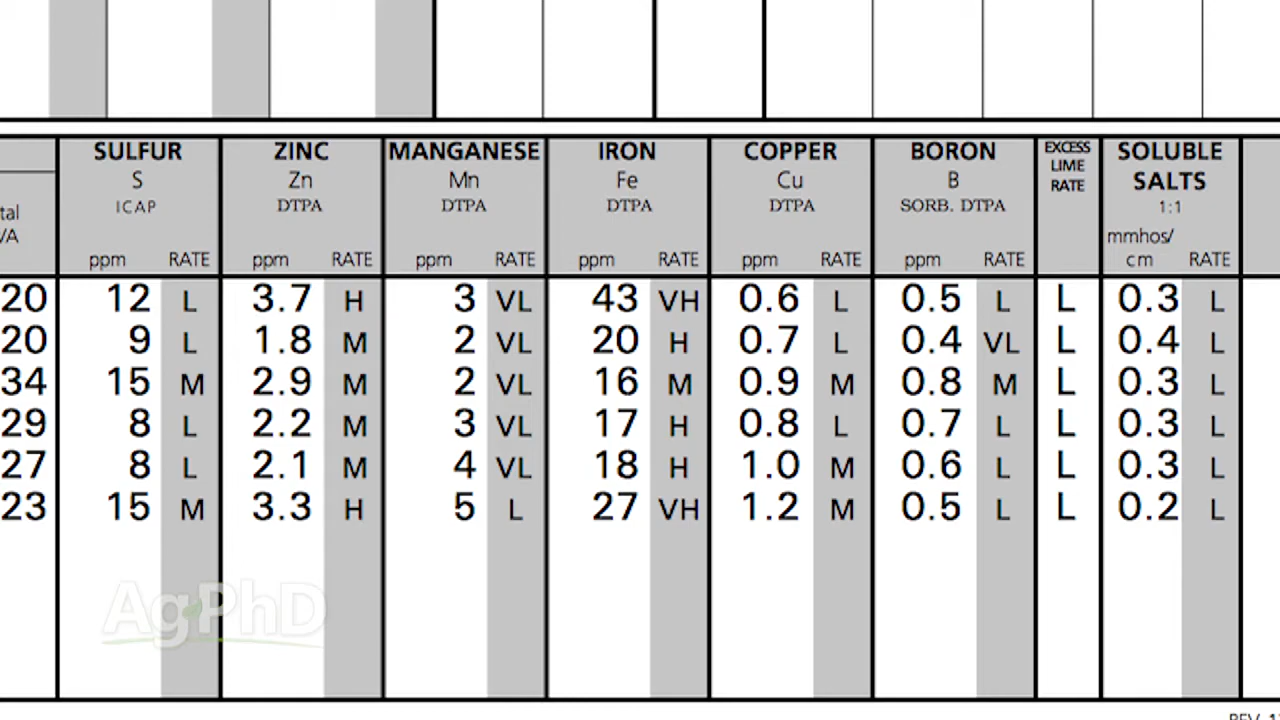 SULFUR ZINC MANGANESE IRON COPPER BORON EXCESS LIME RATE SOLUBLE SALTS
S Zn Mn Fe Cu B 1:1
ICAP DTPA DTPA DTPA DTPA SORB. DTPA mmhos/
ppm RATE ppm RATE ppm RATE ppm RATE ppm RATE ppm RATE cm RATE
20 12 L 3.7 H 3 VL 43 VH 0.6 L 0.5 L L 0.3 L
20 9 L 1.8 M 2 VL 20 H 0.7 L 0.4 VL L 0.4 L
34 15 M 2.9 M 2 VL 16 M 0.9 M 0.8 M L 0.3 L
29 8 L 2.2 M 3 VL 17 H 0.8 L 0.7 L L 0.3 L
27 8 L 2.1 M 4 VL 18 H 1.0 M 0.6 L L 0.3 L
23 15 M 3.3 H 5 L 27 VH 1.2 M 0.5 L L 0.2 L
AgPhD